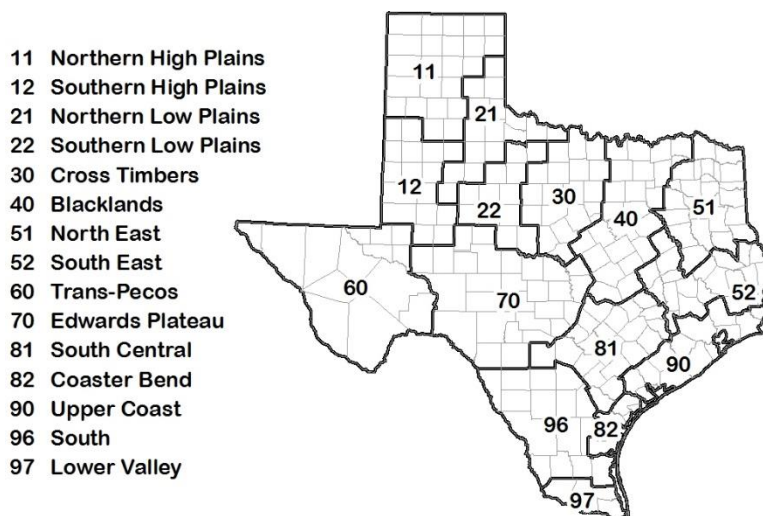 11 Northern High Plains
12 Southern High Plains
21 Northern Low Plains
22 Southern Low Plains
30 Cross Timbers
40 Blacklands
51 North East
52 South East
60 Trans-Pecos
70 Edwards Plateau
81 South Central
82 Coaster Bend
90 Upper Coast
96 South
97 Lower Valley
11
21
12
22
30
40
51
60
70
52
81
90
96
82
97